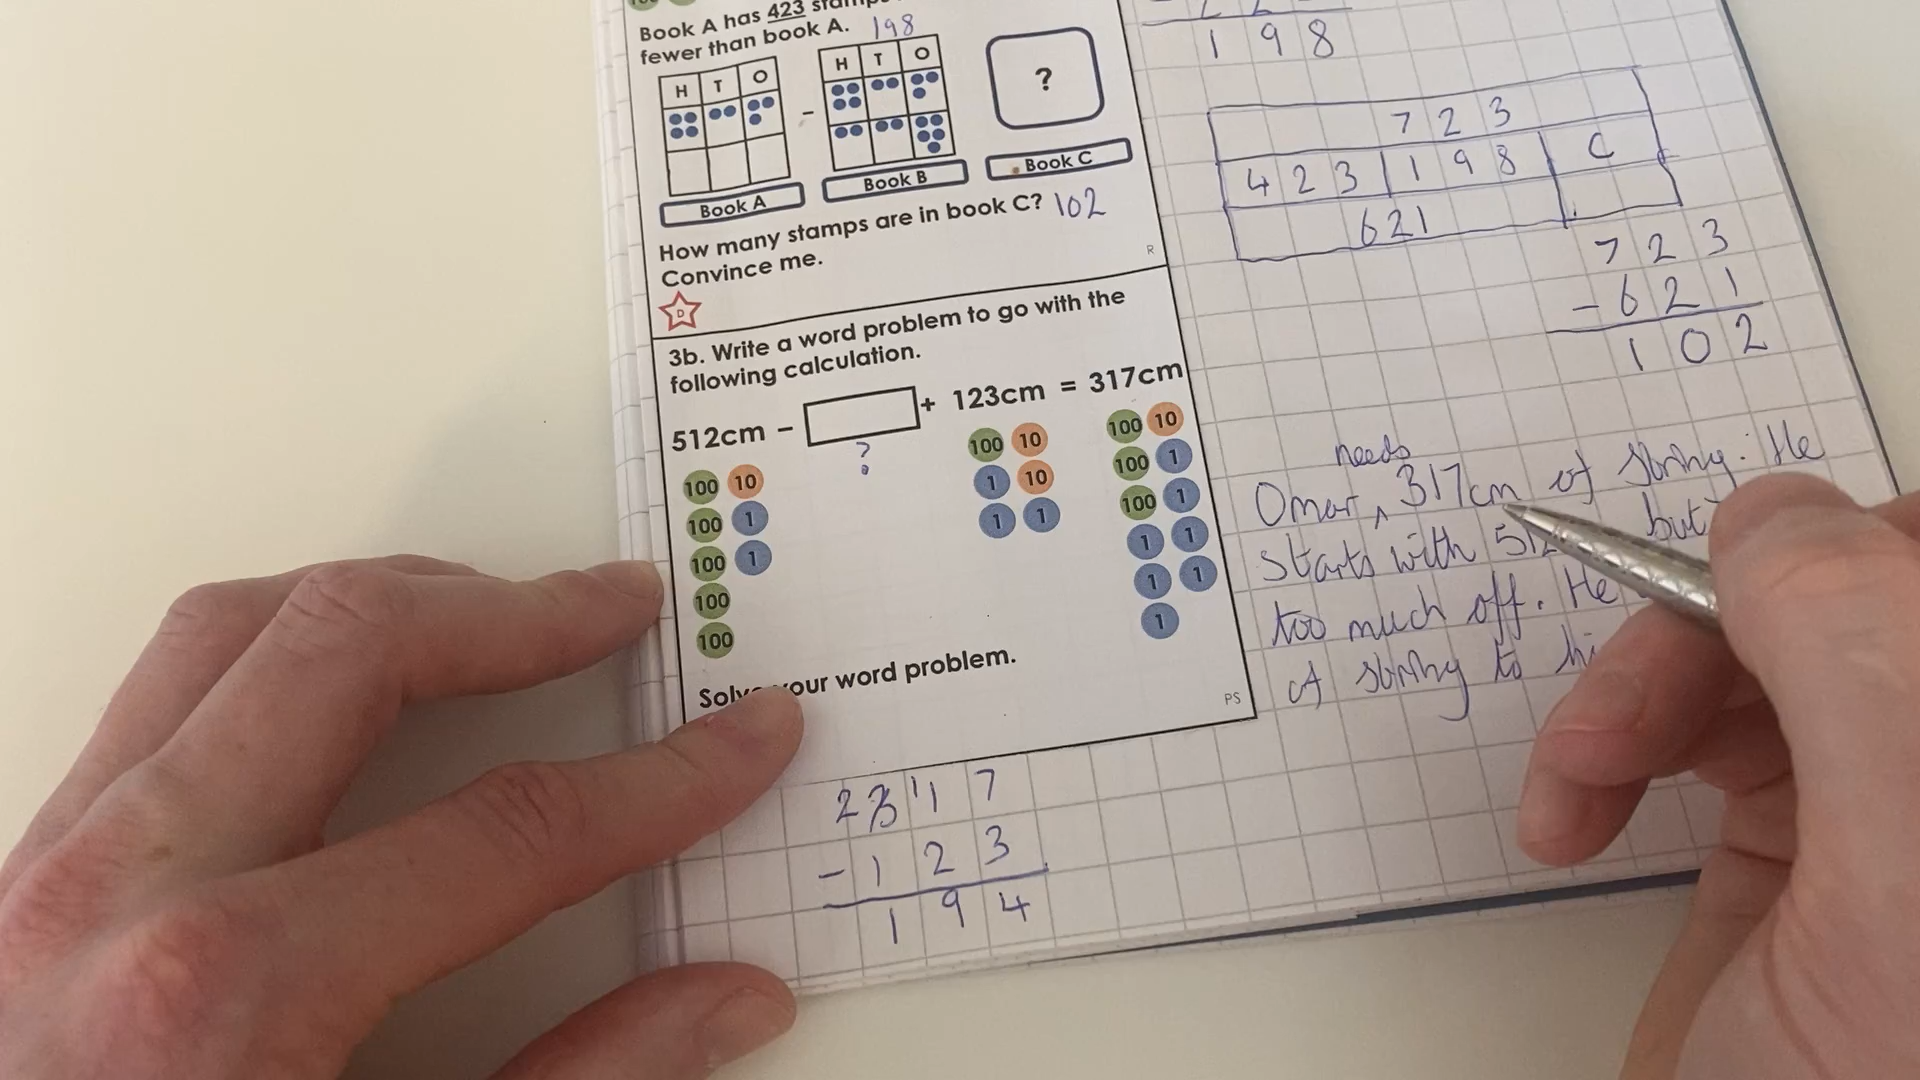 Book A has 423
fewer than book A. 198
H T O
H T O
?
-
Book A
Book B
Book C
How many stamps are in book C? 102
Convince me.
R
D
3b. Write a word problem to go with the
following calculation.
512cm - + 123cm = 317cm
?
100 10
100 1
100 1
100
100
100 10
1 10
1 1
100 10
100 1
100 1
1 1
1 1
1
Solve your word problem.
PS
2 3 1 1 7
- 1 2 3
1 9 4
1 9 8
7 2 3
4 2 3 1 9 8 C
621
7 2 3
- 6 2 1
1 0 2
needs
Omar ^ 317cm of string. He
starts with 512 but
too much off. He
of string to